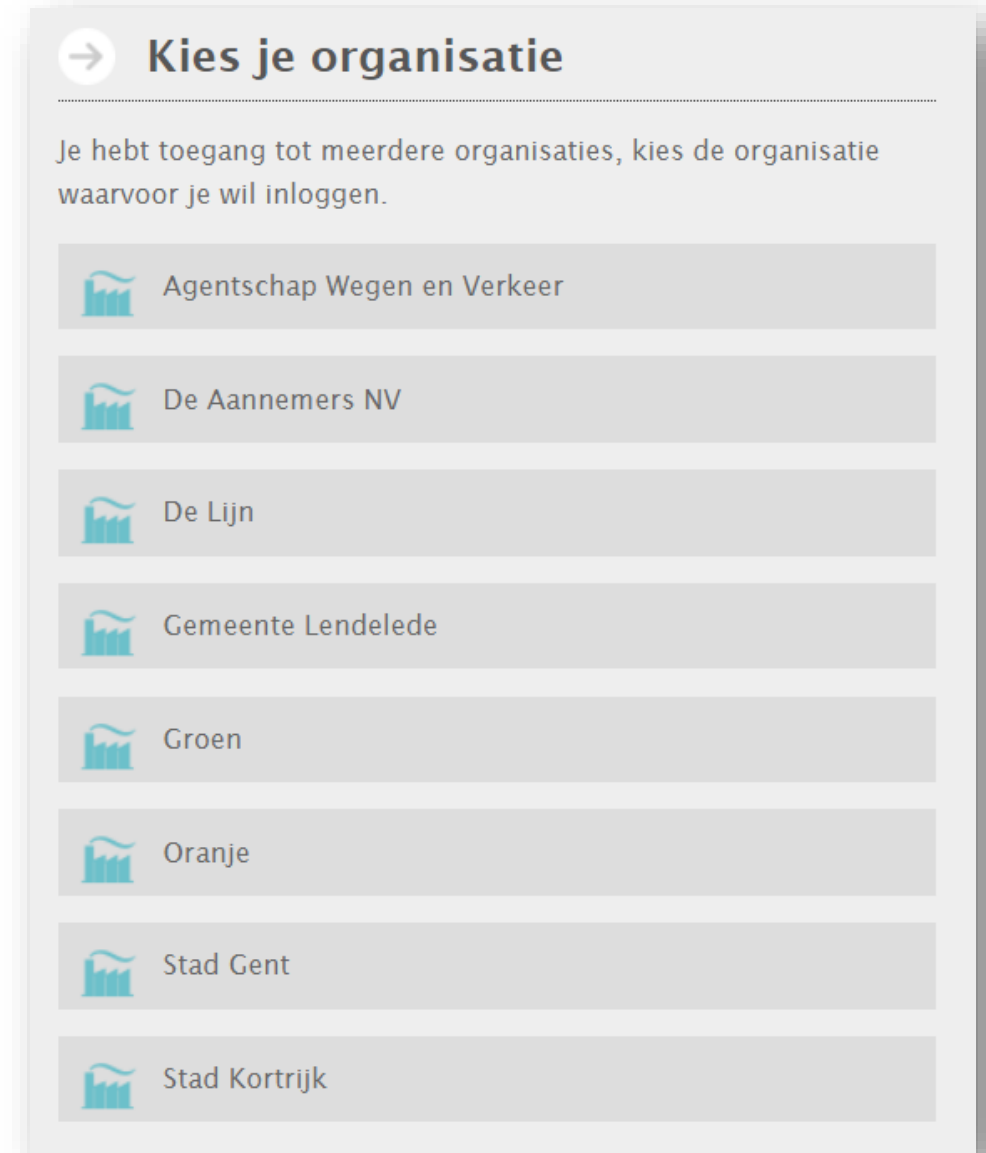 Kies je organisatie
Je hebt toegang tot meerdere organisaties, kies de organisatie
waarvoor je wil inloggen.
Agentschap Wegen en Verkeer
De Aannemers NV
De Lijn
Gemeente Lendelede
Groen
Oranje
Stad Gent
Stad Kortrijk